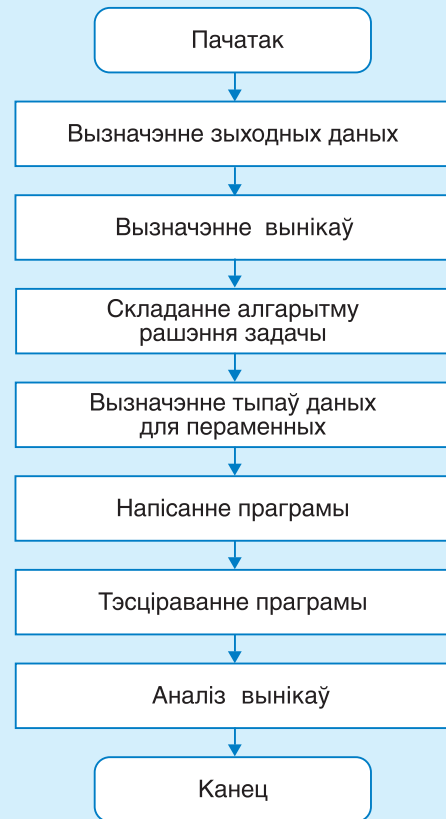 Пачатак
Вызначэнне зыходных даных
Вызначэнне вынікаў
Складанне алгарытму
рашэння задачы
Вызначэнне тыпаў даных
для пераменных
Напісанне праграмы
Тэсціраванне праграмы
Аналіз вынікаў
Канец